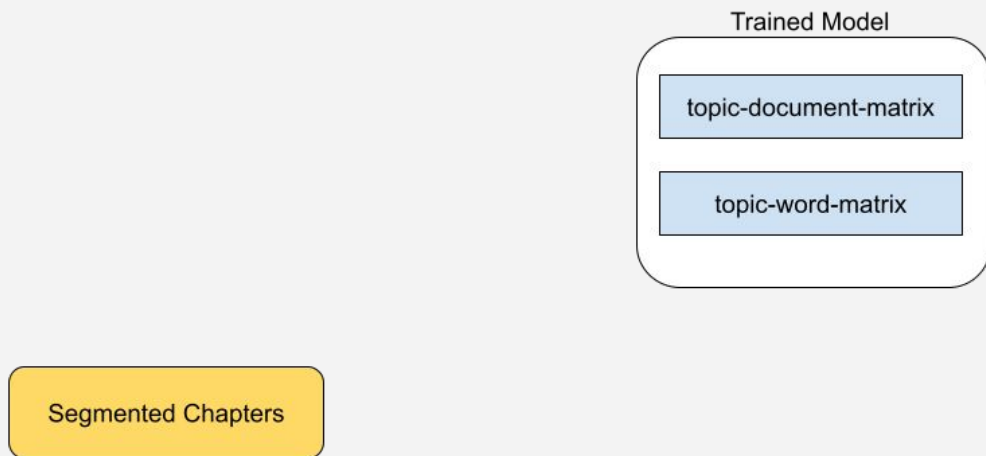 Trained Model
topic-document-matrix
topic-word-matrix
Segmented Chapters